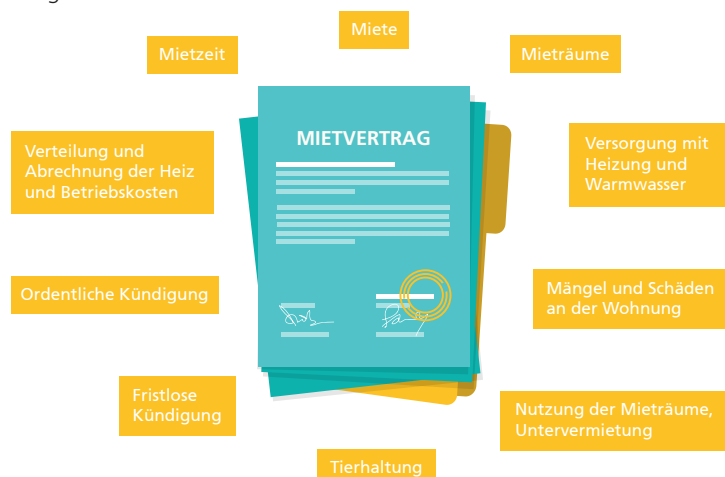 Miete
Mietzeit
Mieträume
MIETVERTRAG
Verteilung und
Abrechnung der Heiz
und Betriebskosten
Versorgung mit
Heizung und
Warmwasser
Ordentliche Kündigung
Mängel und Schäden
an der Wohnung
Fristlose
Kündigung
Nutzung der Mieträume,
Untervermietung
Tierhaltung